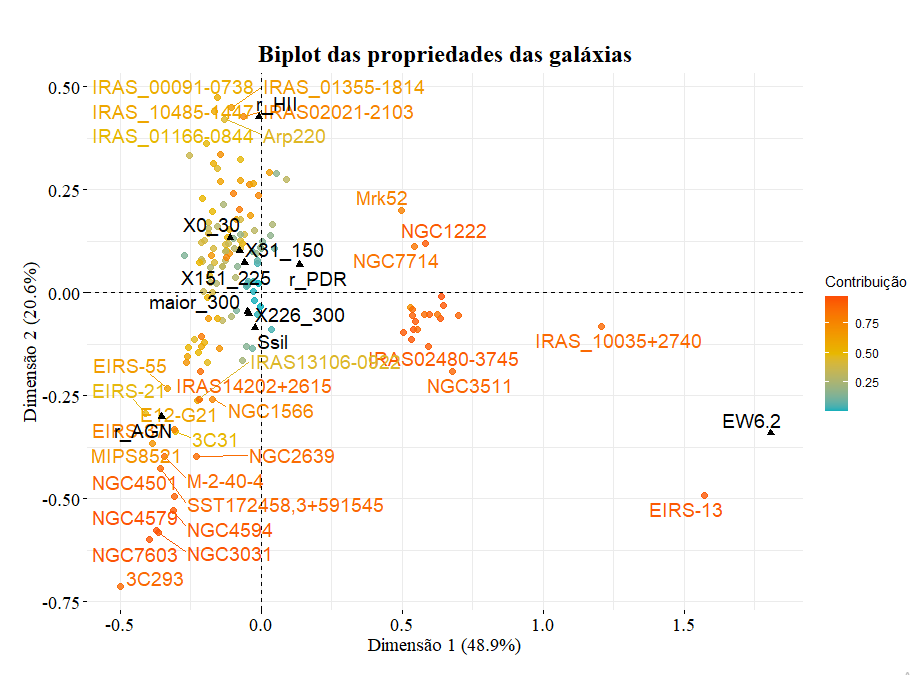 Biplot das propriedades das galáxias
IRAS_00091-0738
IRAS_01355-1814
r_HII
IRAS_10485-1447
IRAS02021-2103
IRAS_01166-0844
Arp220
Mrk52
X0_30
NGC1222
X31_150
NGC7714
X151_225
r_PDR
maior_300
X226_300
Ssil
IRAS_10035+2740
IRAS02480-3745
IRAS13106-0922
EIRS-55
IRAS14202+2615
NGC3511
EIRS-21
E12-G21
NGC1566
EW6.2
r_AGN
3C31
MIPS8521
NGC2639
NGC4501
M-2-40-4
SST172458,3+591545
EIRS-13
NGC4579
NGC4594
NGC7603
NGC3031
3C293
0.50
0.25
0.00
-0.25
-0.50
-0.75
-0.5
0.0
0.5
1.0
1.5
Dimensão 1 (48.9%)
Dimensão 2 (20.6%)
Contribuição
0.75
0.50
0.25